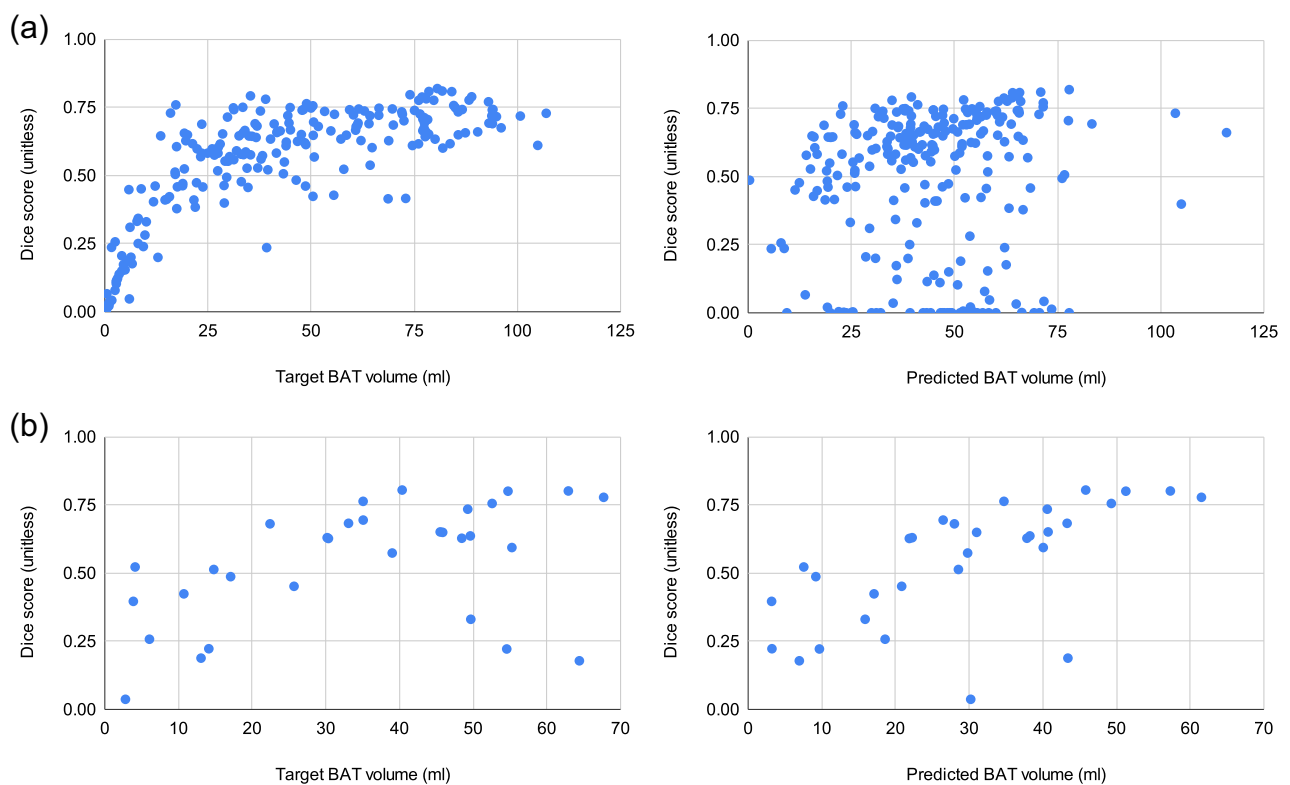 (a)
1.00
0.75
0.50
0.25
0.00
Dice score (unitless)
0 25 50 75 100 125
Target BAT volume (ml)
1.00
0.75
0.50
0.25
0.00
Dice score (unitless)
0 25 50 75 100 125
Predicted BAT volume (ml)
(b)
1.00
0.75
0.50
0.25
0.00
Dice score (unitless)
0 10 20 30 40 50 60 70
Target BAT volume (ml)
1.00
0.75
0.50
0.25
0.00
Dice score (unitless)
0 10 20 30 40 50 60 70
Predicted BAT volume (ml)